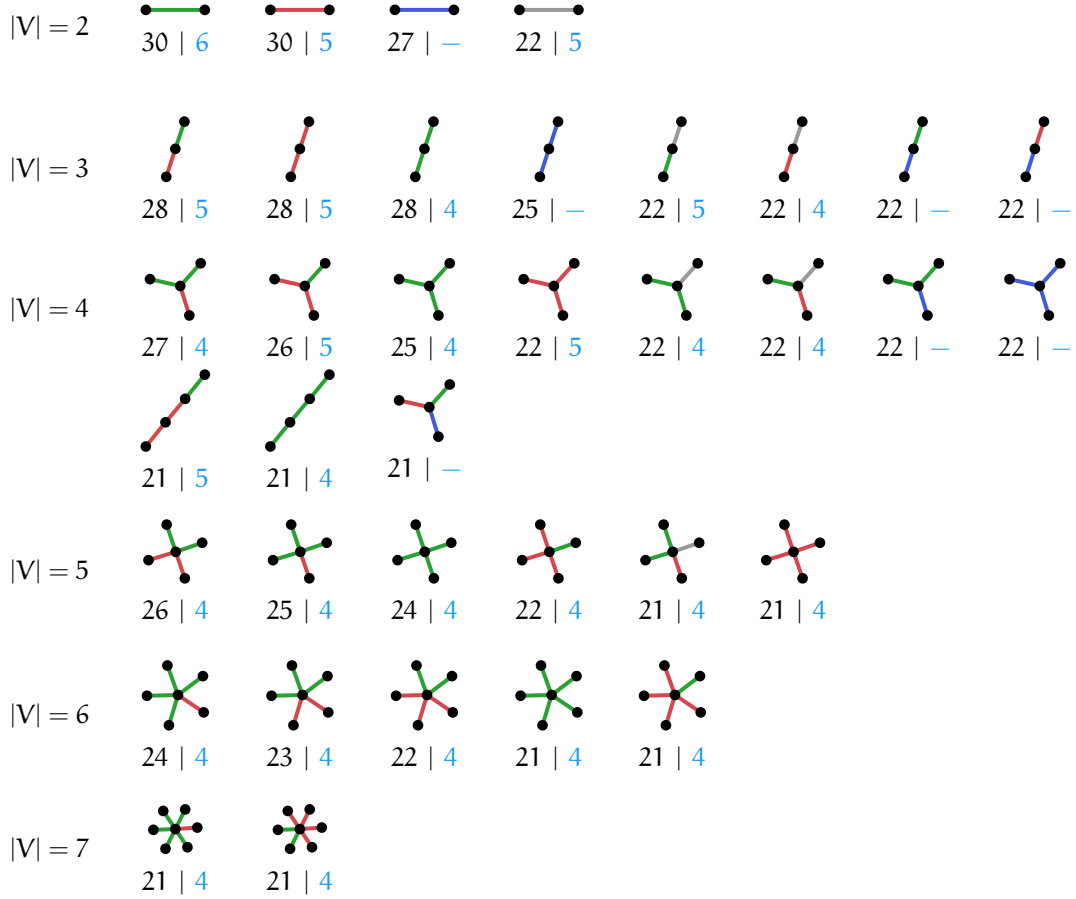 |V| = 2
30 | 6 30 | 5 27 | – 22 | 5
|V| = 3
28 | 5 28 | 5 28 | 4 25 | – 22 | 5 22 | 4 22 | – 22 | –
|V| = 4
27 | 4 26 | 5 25 | 4 22 | 5 22 | 4 22 | 4 22 | – 22 | –
21 | 5 21 | 4 21 | –
|V| = 5
26 | 4 25 | 4 24 | 4 22 | 4 21 | 4 21 | 4
|V| = 6
24 | 4 23 | 4 22 | 4 21 | 4 21 | 4
|V| = 7
21 | 4 21 | 4